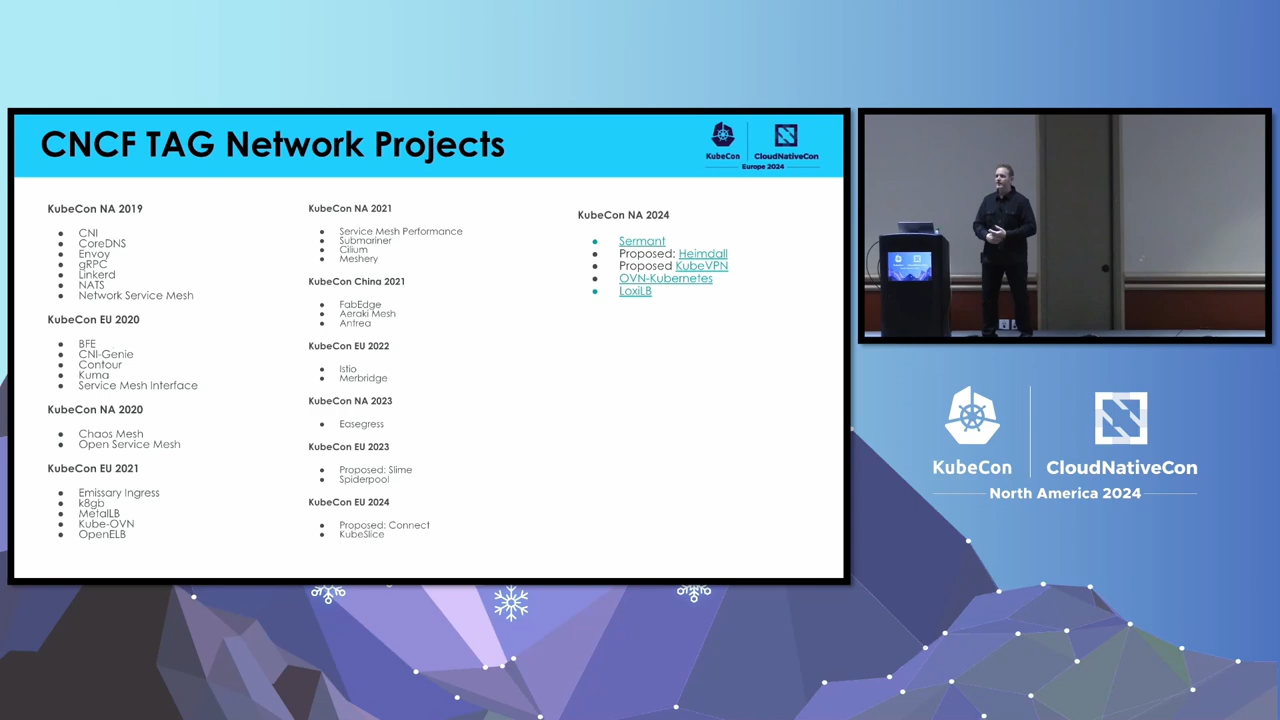 CNCF TAG Network Projects
KubeCon
CloudNativeCon
Europe 2024
KubeCon NA 2019
CNI
CoreDNS
Envoy
gRPC
Linkerd
NATS
Network Service Mesh
KubeCon EU 2020
BFE
CNI-Genie
Contour
Kuma
Service Mesh Interface
KubeCon NA 2020
Chaos Mesh
Open Service Mesh
KubeCon EU 2021
Emissary Ingress
k8gb
MetalLB
Kube-OVN
OpenELB
KubeCon NA 2021
Service Mesh Performance
Submariner
Cilium
Meshery
KubeCon China 2021
FabEdge
Aeraki Mesh
Antrea
KubeCon EU 2022
Istio
Merbridge
KubeCon NA 2023
Easegress
KubeCon EU 2023
Proposed: Slime
Spiderpool
KubeCon EU 2024
Proposed: Connect
KubeSlice
KubeCon NA 2024
Sermant
Proposed: Heimdall
Proposed KubeVPN
OVN-Kubernetes
LoxiLB
KubeCon
CloudNativeCon
North America 2024